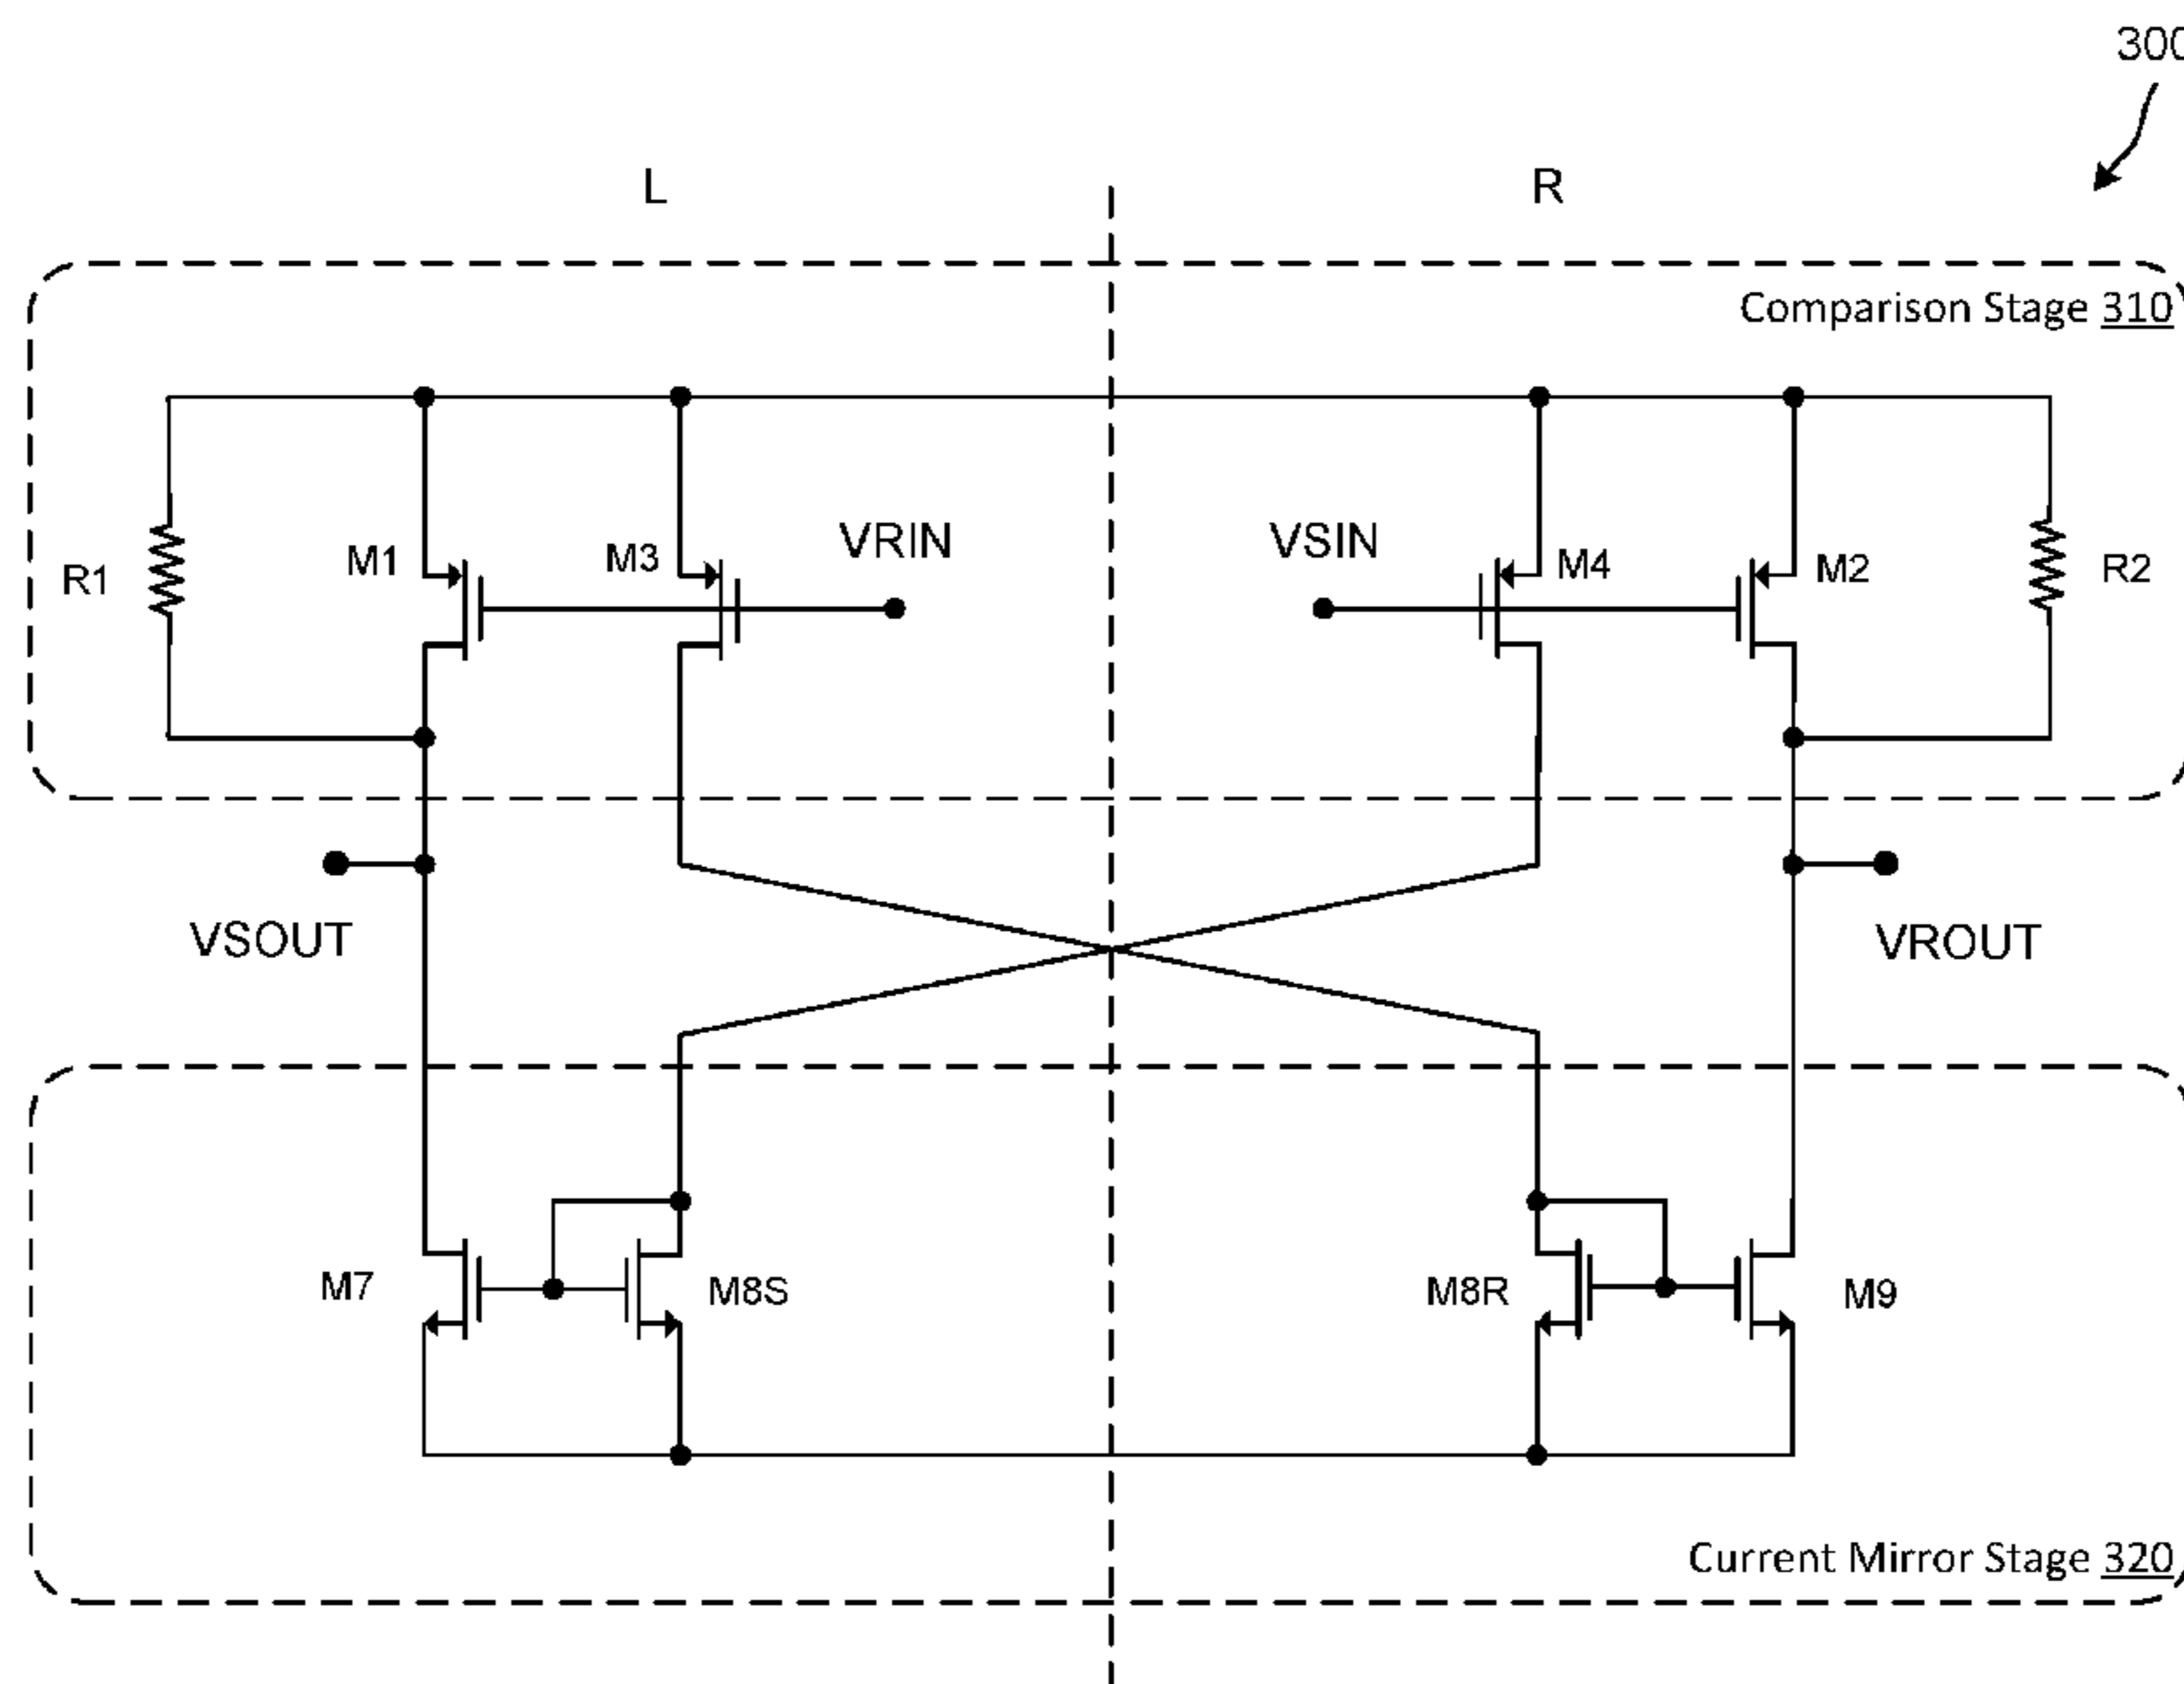 300
L
R
Comparison Stage 310
VRIN
VSIN
M1
M3
M4
M2
R1
R2
VSOUT
VROUT
M7
M8S
M8R
M9
Current Mirror Stage 320